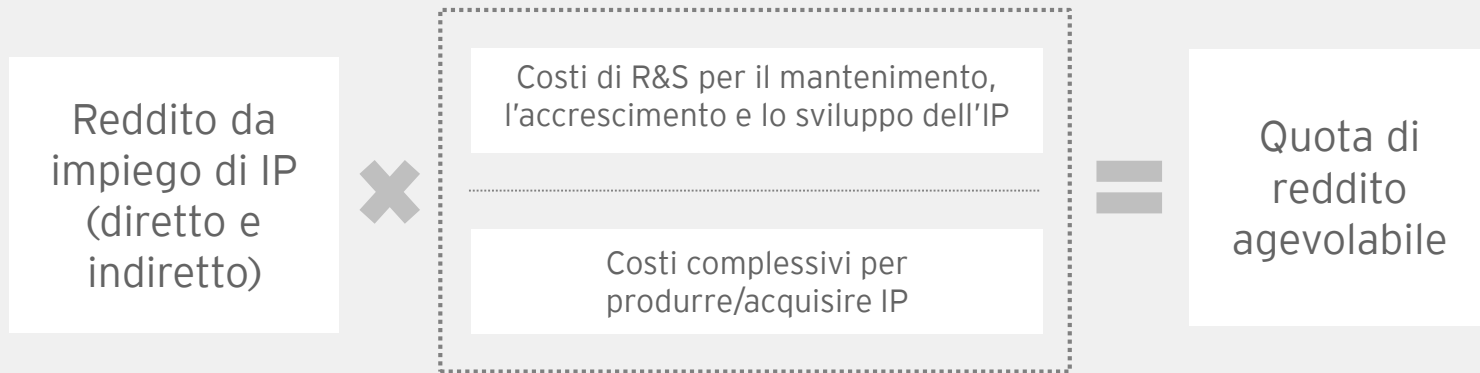 Reddito da
impiego di IP
(diretto e
indiretto)
Costi di R&S per il mantenimento,
l'accrescimento e lo sviluppo dell'IP
Costi complessivi per
produrre/acquisire IP
Quota di
reddito
agevolabile